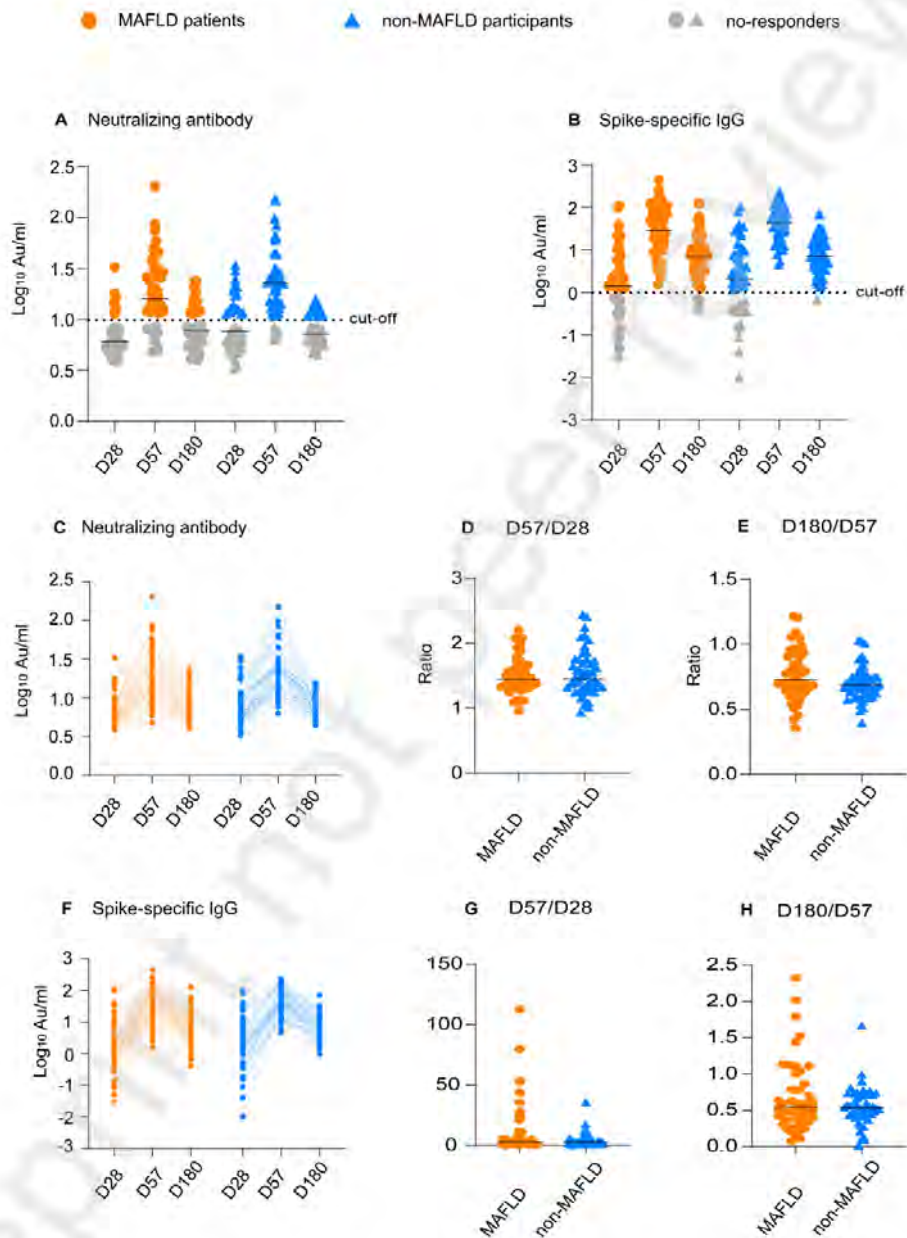 MAFLD patients non-MAFLD participants no-responders
A Neutralizing antibody
Log10 Au/ml
2.5
2.0
1.5
1.0
0.5
0.0
cut-off
D28 D57 D180 D28 D57 D180
B Spike-specific IgG
Log10 Au/ml
3
2
1
0
-1
-2
-3
cut-off
D28 D57 D180 D28 D57 D180
C Neutralizing antibody
Log10 Au/ml
2.5
2.0
1.5
1.0
0.5
0.0
D28 D57 D180 D28 D57 D180
D D57/D28
Ratio
3
2
1
0
MAFLD non-MAFLD
E D180/D57
Ratio
1.5
1.0
0.5
0.0
MAFLD non-MAFLD
F Spike-specific IgG
Log10 Au/ml
3
2
1
0
-1
-2
-3
D28 D57 D180 D28 D57 D180
G D57/D28
150
100
50
0
MAFLD non-MAFLD
H D180/D57
2.5
2.0
1.5
1.0
0.5
0.0
MAFLD non-MAFLD
not peer review